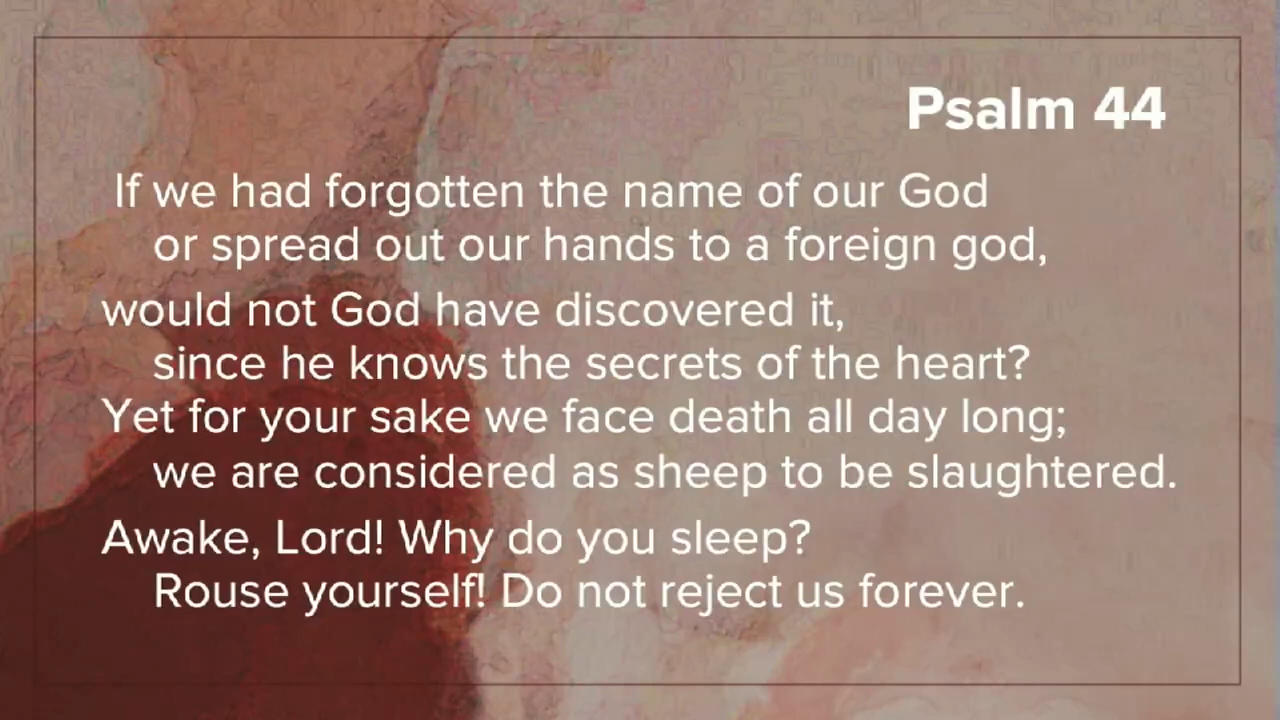 Psalm 44
If we had forgotten the name of our God
or spread out our hands to a foreign god,
would not God have discovered it,
since he knows the secrets of the heart?
Yet for your sake we face death all day long;
we are considered as sheep to be slaughtered.
Awake, Lord! Why do you sleep?
Rouse yourself! Do not reject us forever.